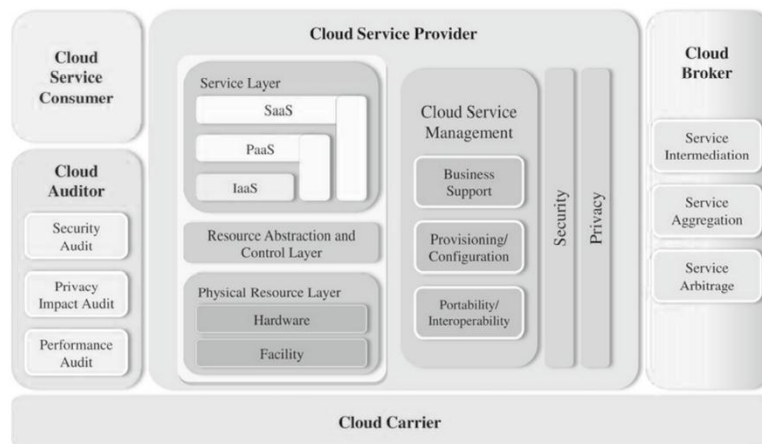 Cloud
Service
Consumer
Cloud
Auditor
Security
Audit
Privacy
Impact Audit
Performance
Audit
Cloud Service Provider
Service Layer
SaaS
PaaS
IaaS
Resource Abstraction and
Control Layer
Physical Resource Layer
Hardware
Facility
Cloud Service
Management
Business
Support
Provisioning/
Configuration
Portability/
Interoperability
Security
Privacy
Cloud
Broker
Service
Intermediation
Service
Aggregation
Service
Arbitrage
Cloud Carrier